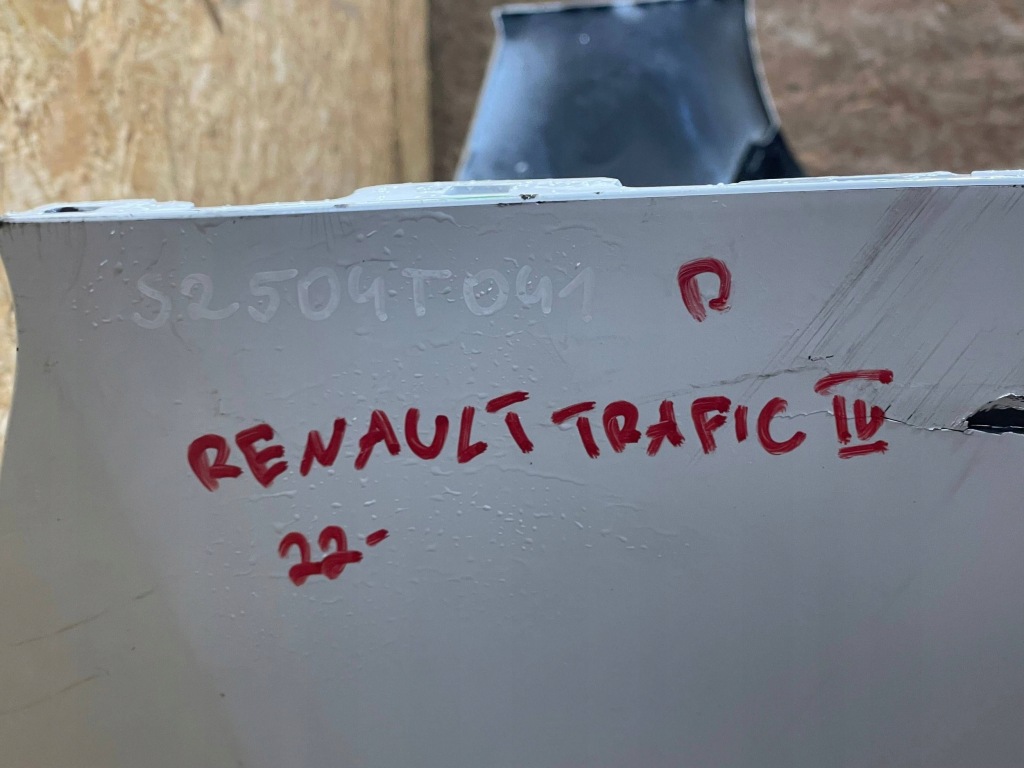 S2504T041 D
RENAULT TRAFIC IV
22-